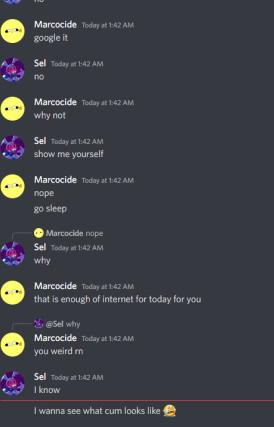 no
Marcocide Today at 1:42 AM
google it
Sel Today at 1:42 AM
no
Marcocide Today at 1:42 AM
why not
Sel Today at 1:42 AM
show me yourself
Marcocide Today at 1:42 AM
nope
go sleep
Marcocide nope
Sel Today at 1:42 AM
why
Marcocide Today at 1:42 AM
that is enough of internet for today for you
@Sel why
Marcocide Today at 1:42 AM
you weird rn
Sel Today at 1:42 AM
I know
I wanna see what cum looks like